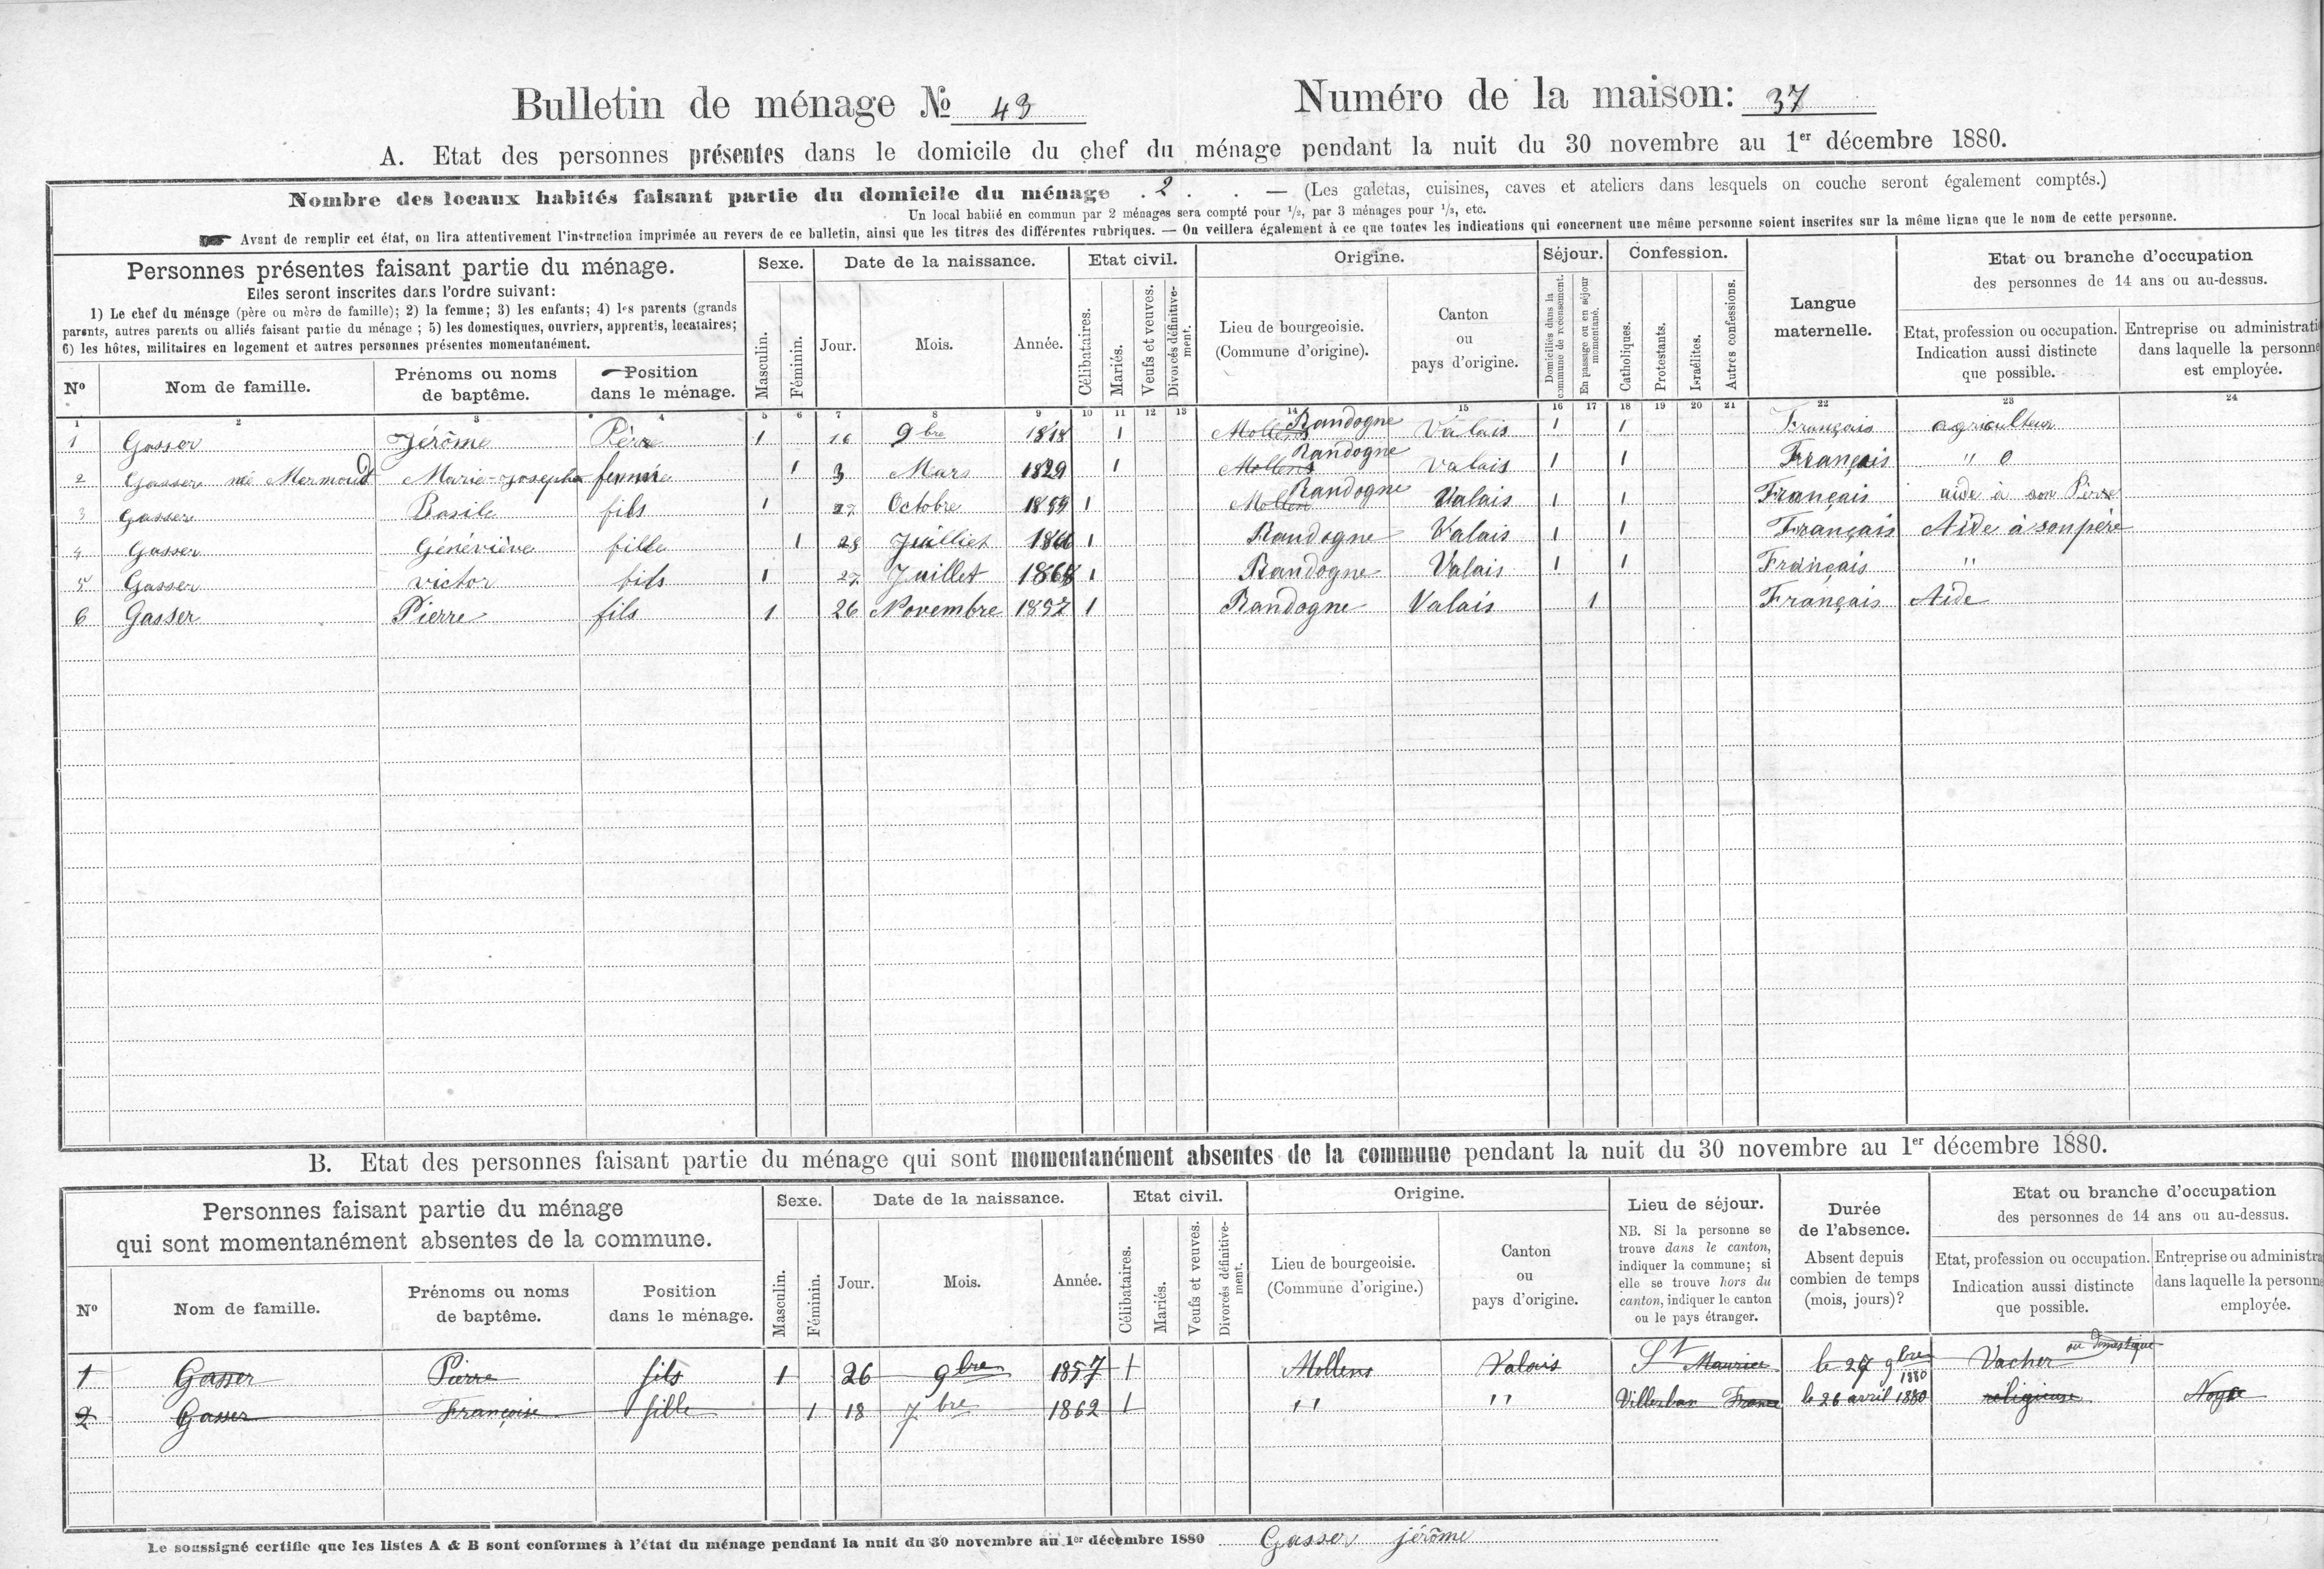 Bulletin de ménage № 43 Numéro de la maison: 37
A. Etat des personnes présentes dans le domicile du chef du ménage pendant la nuit du 30 novembre au 1er décembre 1880.
Nombre des locaux habités faisant partie du domicile du ménage . 2 . . — (Les galetas, cuisines, caves et ateliers dans lesquels on couche seront également comptés.)
Un local habité en commun par 2 ménages sera compté pour 1/2, par 3 ménages pour 1/3, etc.
Avant de remplir cet état, on lira attentivement l'instruction imprimée au revers de ce bulletin, ainsi que les titres des différentes rubriques. — On veillera également à ce que toutes les indications qui concernent une même personne soient inscrites sur la même ligne que le nom de cette personne.
Personnes présentes faisant partie du ménage.
Elles seront inscrites dans l'ordre suivant:
1) Le chef du ménage (père ou mère de famille); 2) la femme; 3) les enfants; 4) les parents (grands
parents, autres parents ou alliés faisant partie du ménage ; 5) les domestiques, ouvriers, apprentis, locataires;
6) les hôtes, militaires en logement et autres personnes présentes momentanément.
No
Nom de famille.
Prénoms ou noms
de baptême.
Position
dans le ménage.
Sexe.
Masculin.
Féminin.
Date de la naissance.
Jour.
Mois.
Année.
Etat civil.
Célibataires.
Mariés.
Veufs et veuves.
Divorcés définitive-
ment.
Origine.
Lieu de bourgeoisie.
(Commune d'origine).
Canton
ou
pays d'origine.
Séjour.
Domiciliés dans la
commune de recensement.
En passage ou en séjour
momentané.
Confession.
Catholiques.
Protestants.
Israélites.
Autres confessions.
Langue
maternelle.
Etat ou branche d'occupation
des personnes de 14 ans ou au-dessus.
Etat, profession ou occupation.
Indication aussi distincte
que possible.
Entreprise ou administrati
dans laquelle la personne
est employée.
1 2 3 4 5 6 7 8 9 10 11 12 13 14 15 16 17 18 19 20 21 22 23 24
1 Gasser Jérôme Père 1 16 9bre 1818 1 Mollens Randogne Valais 1 1 Français agriculteur
2 Gasser né Mermoud Marie-Josepha femme 1 3 Mars 1829 1 Mollens Randogne Valais 1 1 Français " 0
3 Gasser Basile fils 1 27 Octobre 1859 1 Mollens Randogne Valais 1 1 Français aide à son Père
4 Gasser Généviève fille 1 28 Juilliet 1 Randogne Valais 1 1 Français Aide à son père
5 Gasser victor fils 1 27 Juillet 1868 1 Randogne Valais 1 1 Français "
6 Gasser Pierre fils 1 26 Novembre 1857 1 Randogne Valais 1 Français Aide
B. Etat des personnes faisant partie du ménage qui sont momentanément absentes de la commune pendant la nuit du 30 novembre au 1er décembre 1880.
Personnes faisant partie du ménage
qui sont momentanément absentes de la commune.
No
Nom de famille.
Prénoms ou noms
de baptême.
Position
dans le ménage.
Sexe.
Masculin.
Féminin.
Date de la naissance.
Jour.
Mois.
Année.
Etat civil.
Célibataires.
Mariés.
Veufs et veuves.
Divorcés définitive-
ment.
Origine.
Lieu de bourgeoisie.
(Commune d'origine.)
Canton
ou
pays d'origine.
Lieu de séjour.
NB. Si la personne se
trouve dans le canton,
indiquer la commune; si
elle se trouve hors du
canton, indiquer le canton
ou le pays étranger.
Durée
de l'absence.
Absent depuis
combien de temps
(mois, jours)?
Etat ou branche d'occupation
des personnes de 14 ans ou au-dessus.
Etat, profession ou occupation.
Indication aussi distincte
que possible.
Entreprise ou administra
dans laquelle la personne
employée.
1 Gasser Pierre fils 1 26 9bre 1857 1 Mollens Valais St Maurice le 27 9bre 1880 Vacher ou domestique
2 Gasser Françoise fille 1 18 7bre 1862 1 " " Villerban France le 26 avril 1880 religieuse
Le soussigné certifie que les listes A & B sont conformes à l'état du ménage pendant la nuit du 30 novembre au 1er décembre 1880 Gasser jérôme